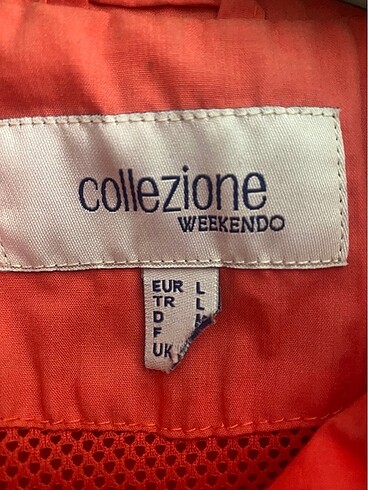 collezione
WEEKENDO
EUR L
TR L
D M
F
UK